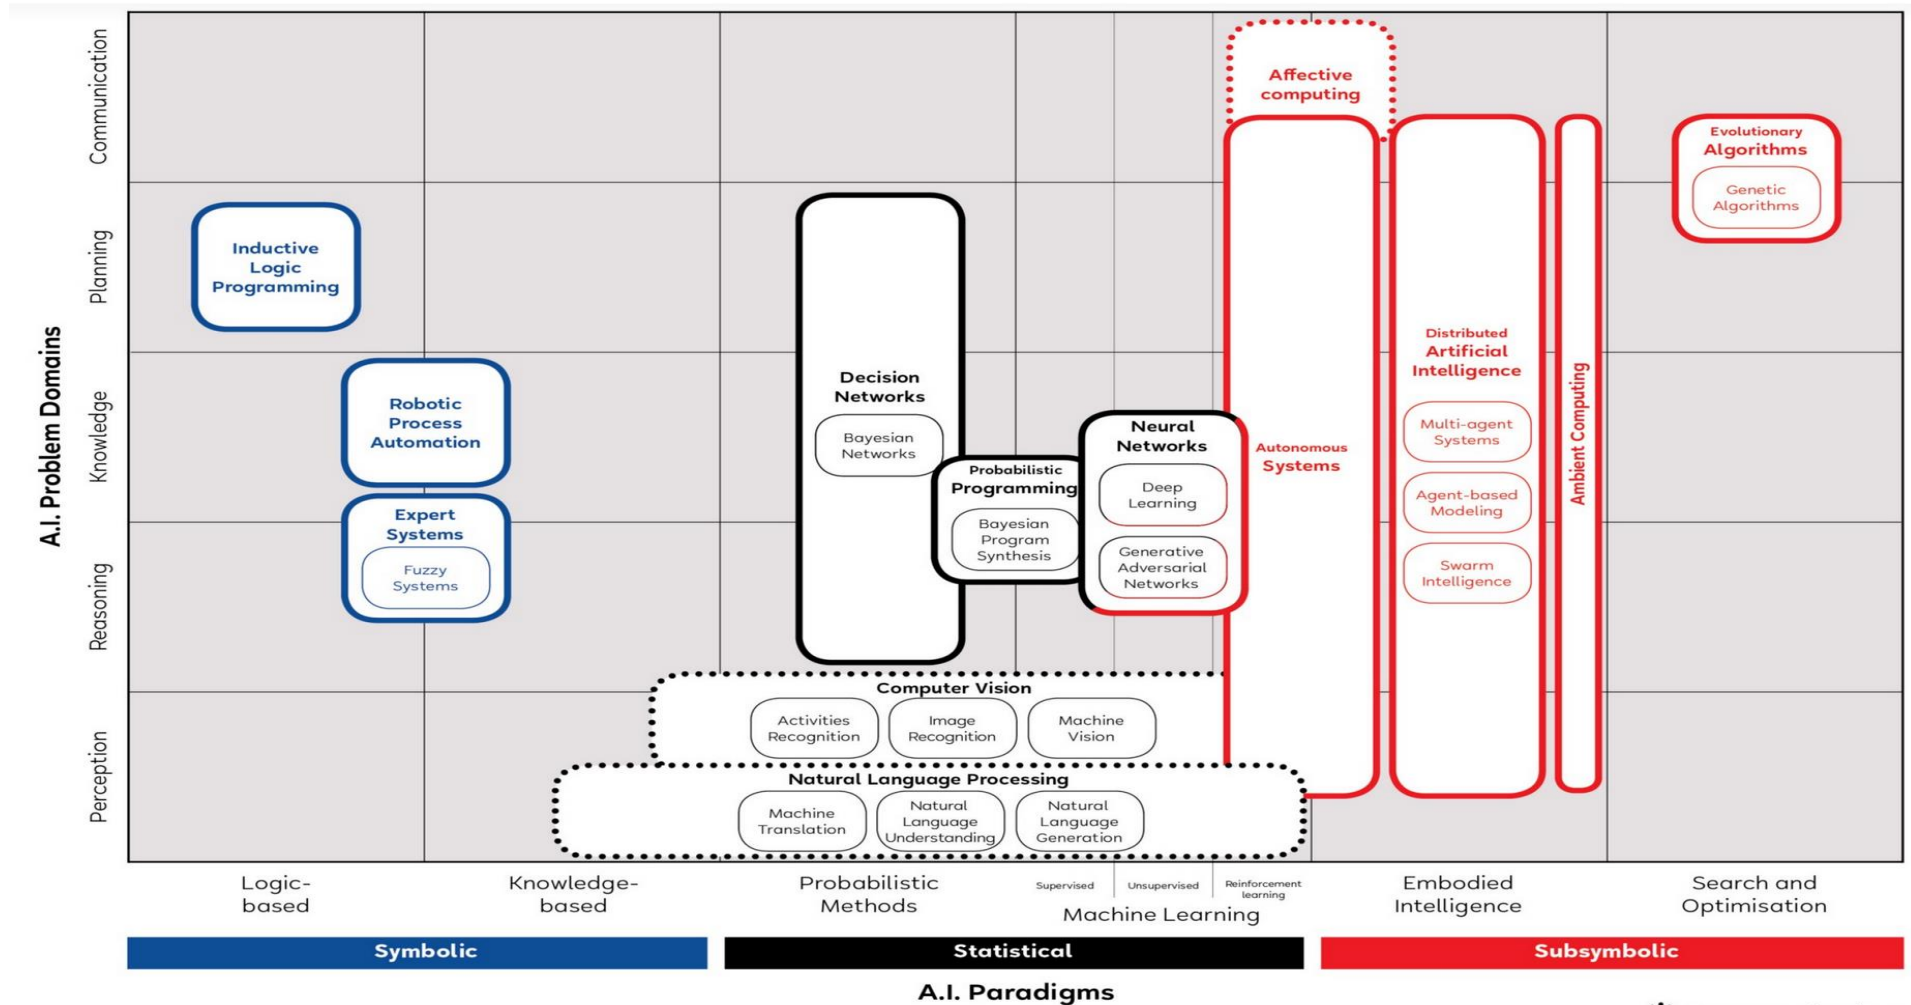 A.I. Problem Domains
Communication
Planning
Knowledge
Reasoning
Perception
Affective
computing
Evolutionary
Algorithms
Genetic
Algorithms
Inductive
Logic
Programming
Decision
Networks
Bayesian
Networks
Distributed
Artificial
Intelligence
Multi-agent
Systems
Agent-based
Modeling
Swarm
Intelligence
Ambient Computing
Robotic
Process
Automation
Neural
Networks
Deep
Learning
Generative
Adversarial
Networks
Autonomous
Systems
Probabilistic
Programming
Bayesian
Program
Synthesis
Expert
Systems
Fuzzy
Systems
Computer Vision
Activities
Recognition
Image
Recognition
Machine
Vision
Natural Language Processing
Machine
Translation
Natural
Language
Understanding
Natural
Language
Generation
Logic-
based
Knowledge-
based
Probabilistic
Methods
Supervised
Unsupervised
Reinforcement
learning
Machine Learning
Embodied
Intelligence
Search and
Optimisation
Symbolic
Statistical
Subsymbolic
A.I. Paradigms